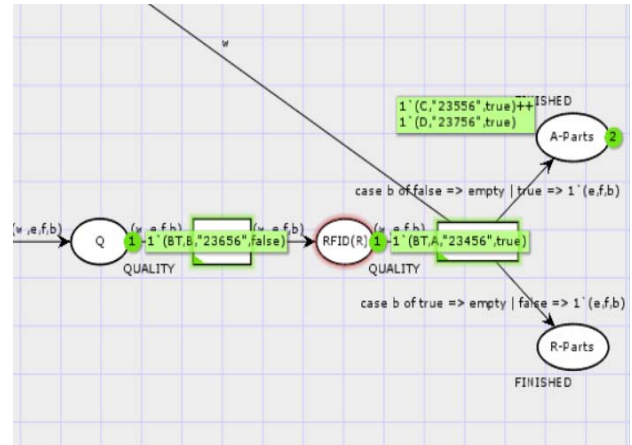 w
1`(C,"23556",true)++
1`(D,"23756",true)
FINISHED
A-Parts
2
case b of false => empty | true => 1`(e,f,b)
(w,e,f,b)
Q
1
1`(BT,B,"23656",false)
(w,e,f,b)
RFID(R)
1
1`(BT,A,"23456",true)
QUALITY
QUALITY
case b of true => empty | false => 1`(e,f,b)
R-Parts
FINISHED